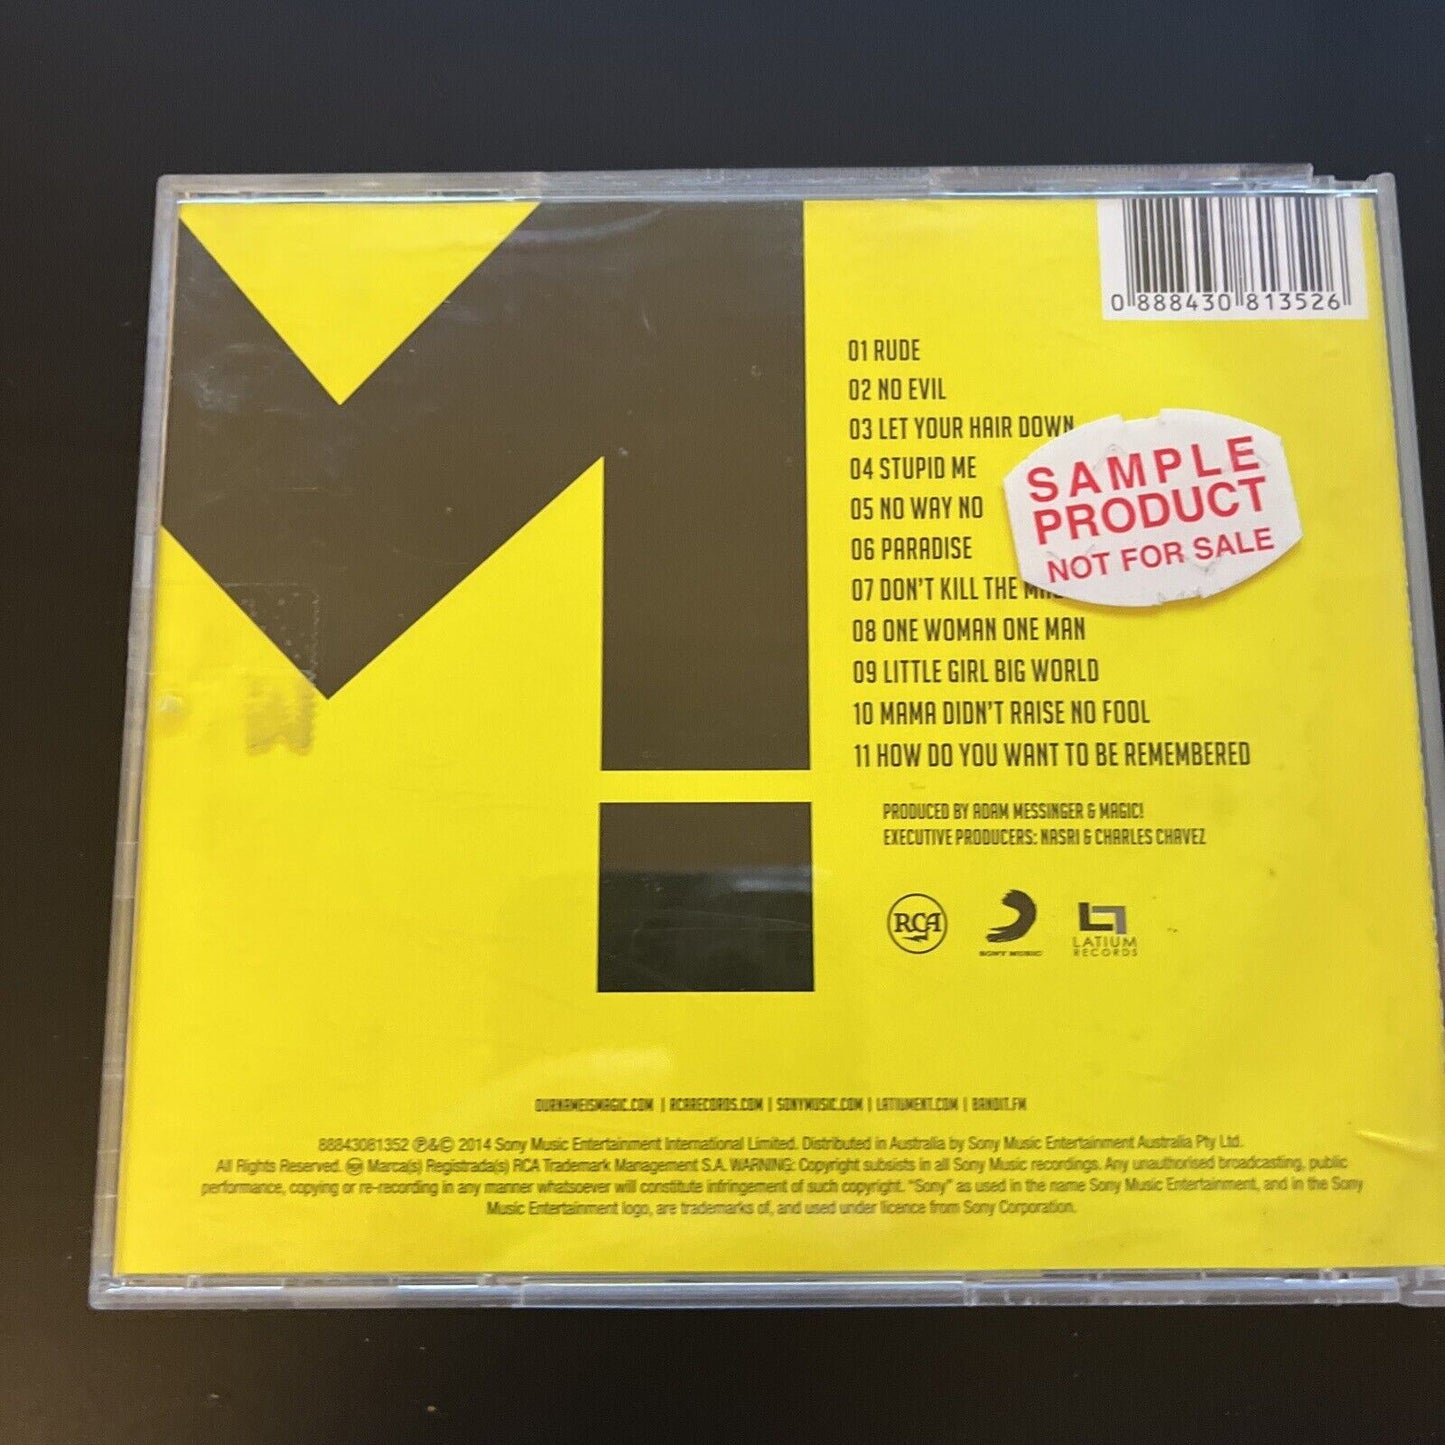 0 888430 813526
01 RUDE
02 NO EVIL
03 LET YOUR HAIR DOWN
04 STUPID ME
05 NO WAY NO
06 PARADISE
07 DON'T KILL THE
08 ONE WOMAN ONE MAN
09 LITTLE GIRL BIG WORLD
10 MAMA DIDN'T RAISE NO FOOL
11 HOW DO YOU WANT TO BE REMEMBERED
SAMPLE
PRODUCT
NOT FOR SALE
PRODUCED BY ADAM MESSINGER & MAGIC!
EXECUTIVE PRODUCERS: NASRI & CHARLES CHAVEZ
RCA
SONY MUSIC
LATIUM
RECORDS
OURNAMEISMAGIC.COM | RCARECORDS.COM | SONYMUSIC.COM | LATIUMENT.COM | BANDIT.FM
88843081352 ℗&© 2014 Sony Music Entertainment International Limited. Distributed in Australia by Sony Music Entertainment Australia Pty Ltd.
All Rights Reserved. RCA Marca(s) Registrada(s) RCA Trademark Management S.A. WARNING: Copyright subsists in all Sony Music recordings. Any unauthorised broadcasting, public
performance, copying or re-recording in any manner whatsoever will constitute infringement of such copyright. "Sony" as used in the name Sony Music Entertainment, and in the Sony
Music Entertainment logo, are trademarks of, and used under licence from Sony Corporation.